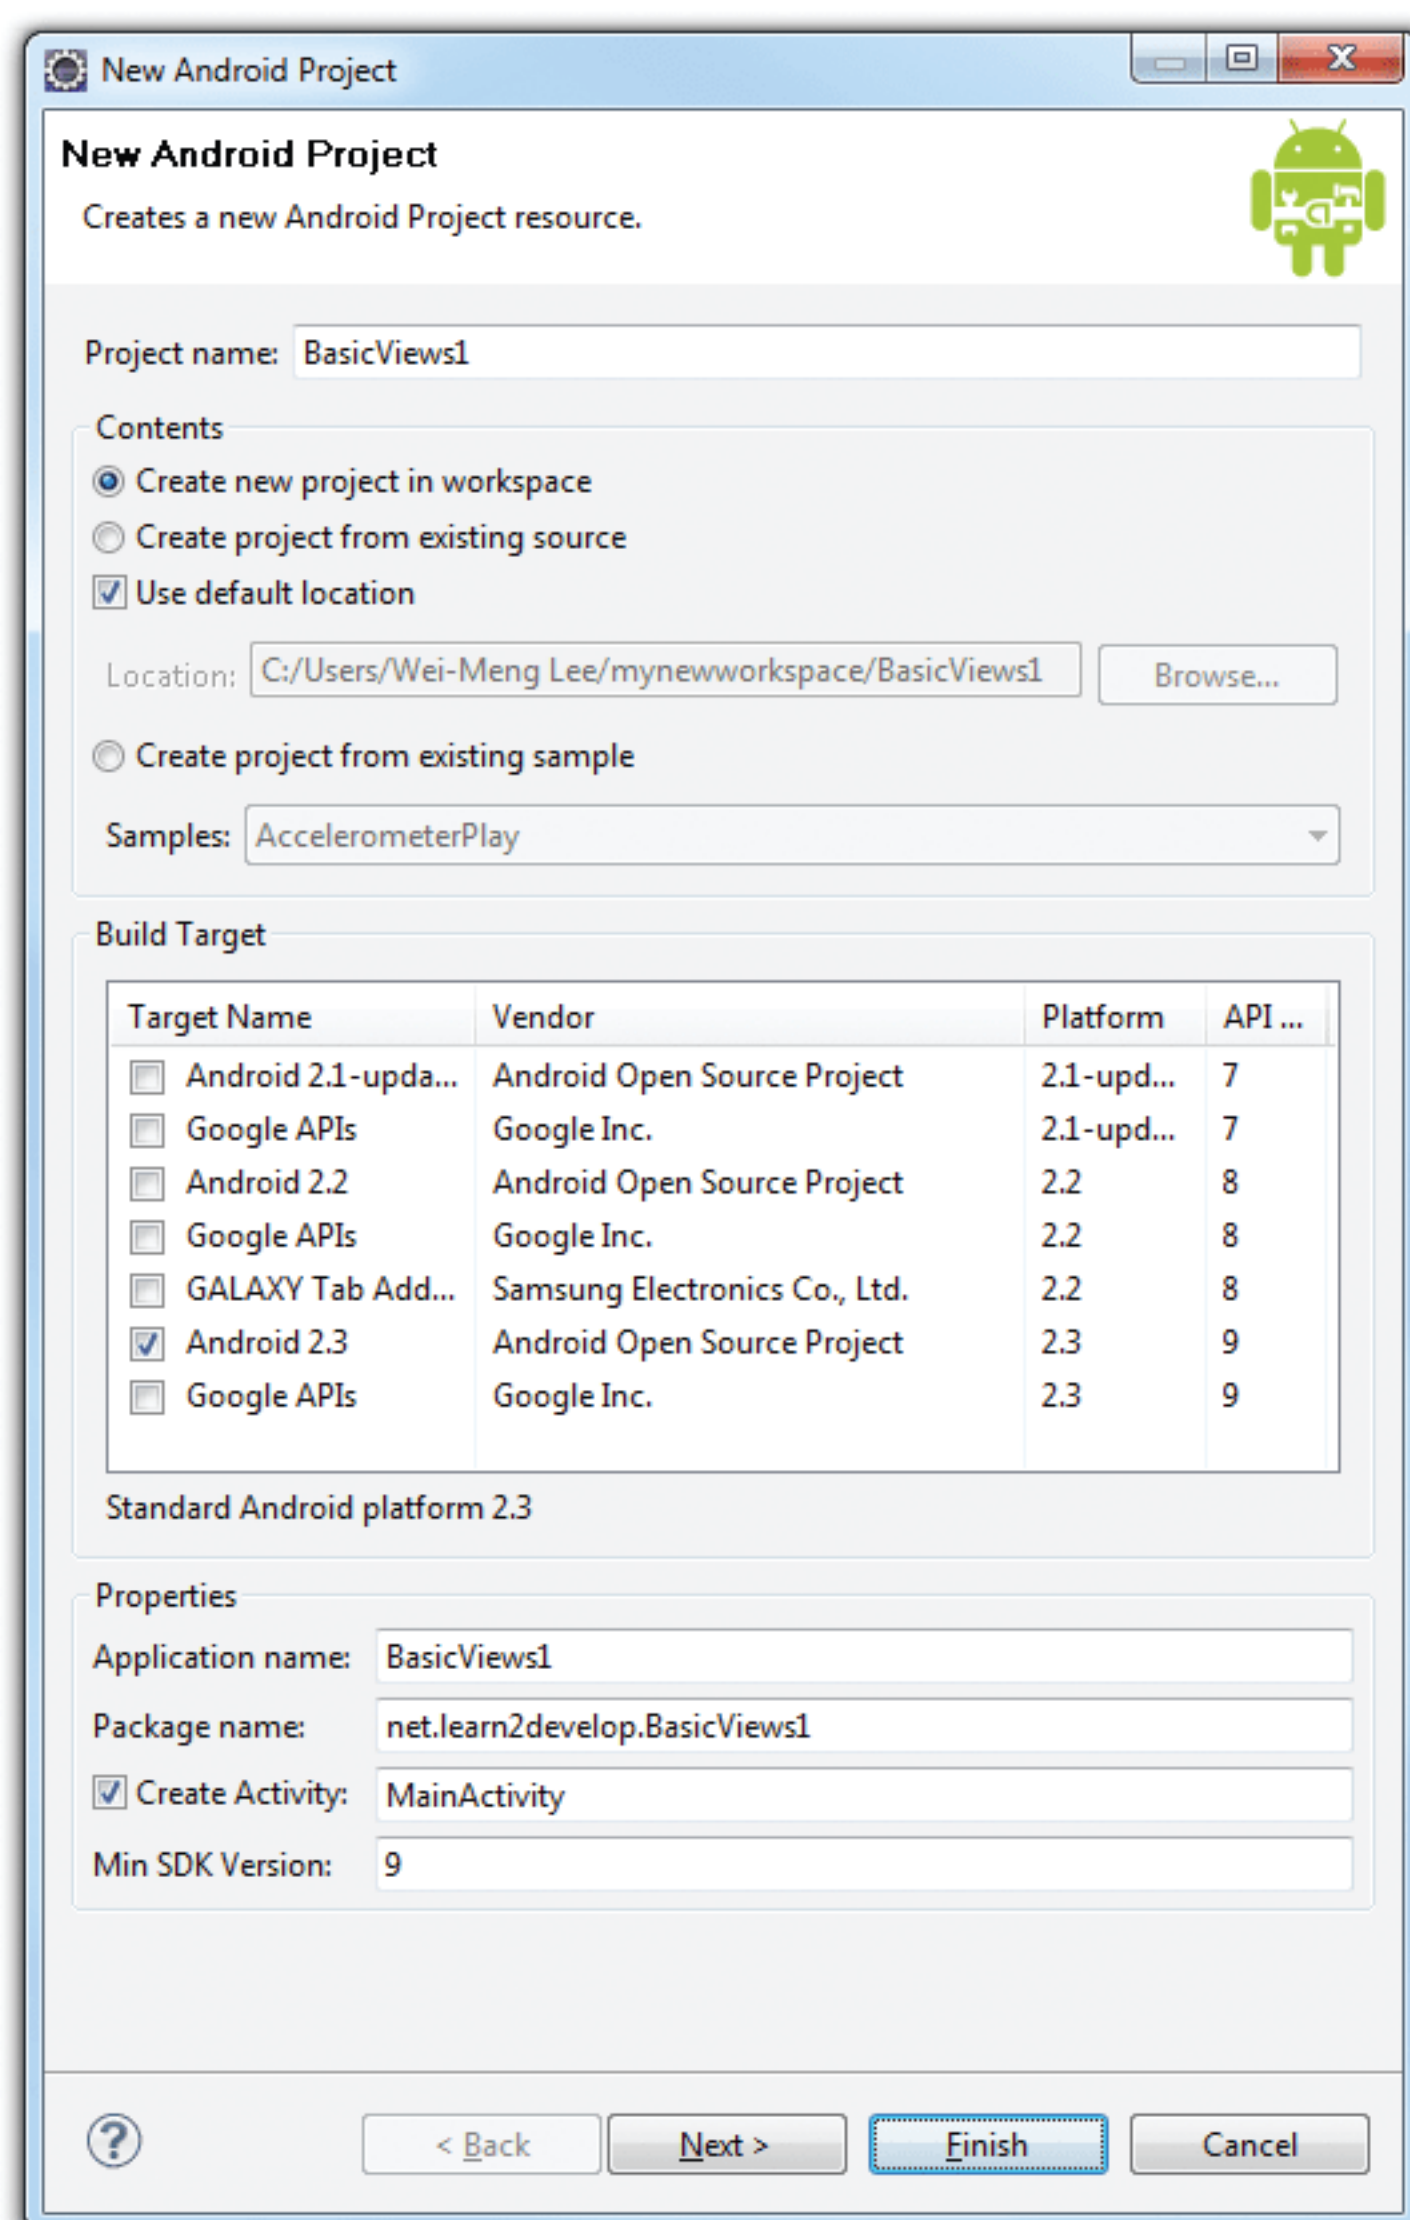 New Android Project
New Android Project
Creates a new Android Project resource.
Project name: BasicViews1
Contents
Create new project in workspace
Create project from existing source
Use default location
Location: C:/Users/Wei-Meng Lee/mynewworkspace/BasicViews1 Browse...
Create project from existing sample
Samples: AccelerometerPlay
Build Target
Target Name Vendor Platform API ...
Android 2.1-upda... Android Open Source Project 2.1-upd... 7
Google APIs Google Inc. 2.1-upd... 7
Android 2.2 Android Open Source Project 2.2 8
Google APIs Google Inc. 2.2 8
GALAXY Tab Add... Samsung Electronics Co., Ltd. 2.2 8
Android 2.3 Android Open Source Project 2.3 9
Google APIs Google Inc. 2.3 9
Standard Android platform 2.3
Properties
Application name: BasicViews1
Package name: net.learn2develop.BasicViews1
Create Activity: MainActivity
Min SDK Version: 9
? < Back Next > Finish Cancel